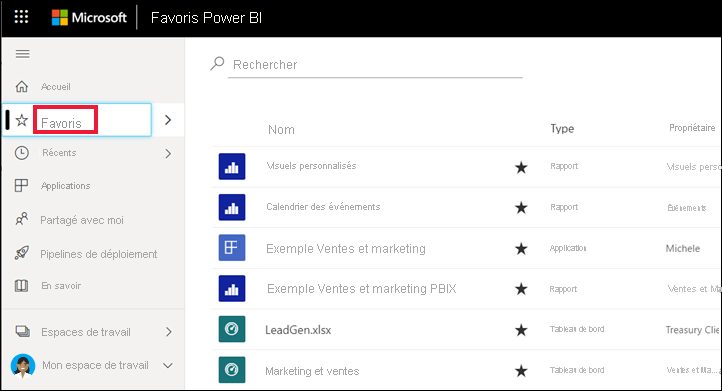 Microsoft Favoris Power BI
Accueil
Favoris
Récents
Applications
Partagé avec moi
Pipelines de déploiement
En savoir
Espaces de travail
Mon espace de travail
Rechercher
Nom Type Propriétaire
Visuels personnalisés Rapport Visuels perso
Calendrier des événements Rapport Événements
Exemple Ventes et marketing Application Michele
Exemple Ventes et marketing PBIX Rapport Ventes et Ma
LeadGen.xlsx Tableau de bord Treasury Clie
Marketing et ventes Tableau de bord Ventes et Ma...